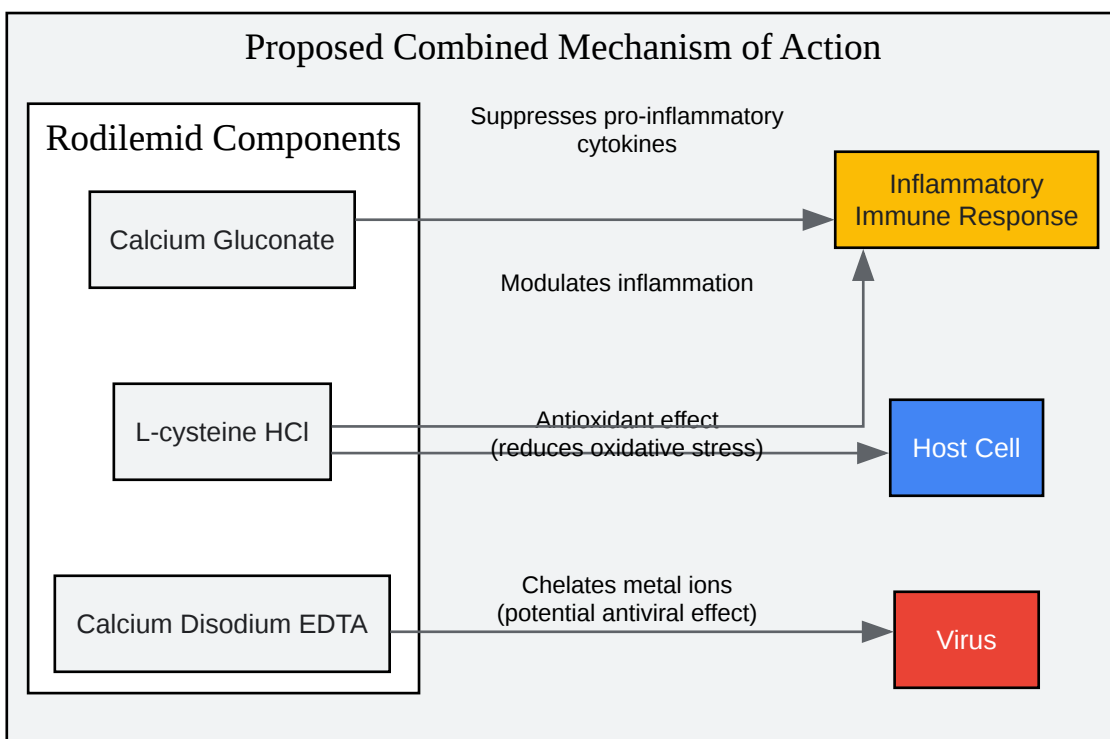 Proposed Combined Mechanism of Action
Rodilemid Components
Suppresses pro-inflammatory
cytokines
Inflammatory
Immune Response
Calcium Gluconate
Modulates inflammation
L-cysteine HCl
Antioxidant effect
(reduces oxidative stress)
Host Cell
Calcium Disodium EDTA
Chelates metal ions
(potential antiviral effect)
Virus